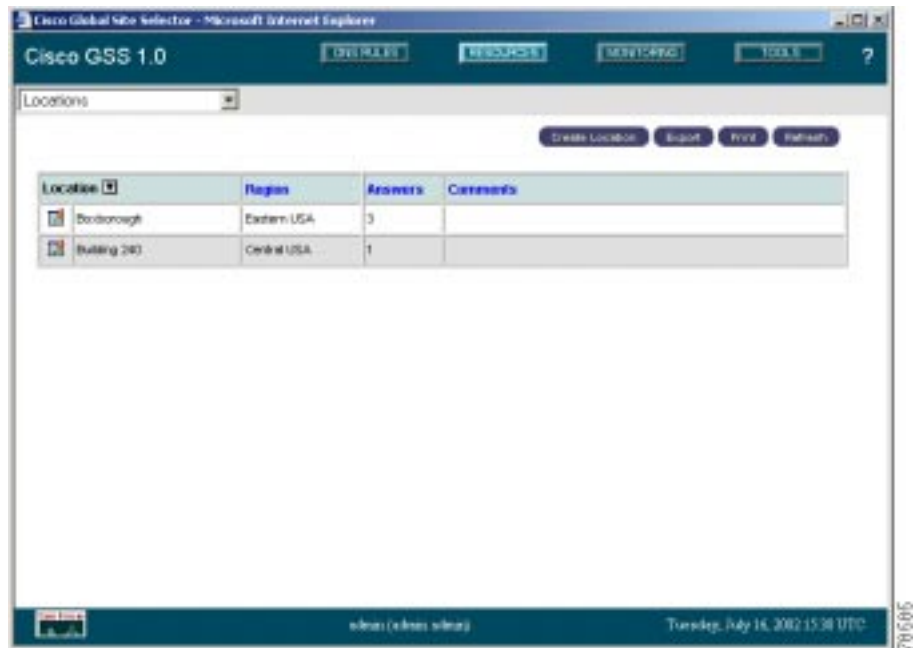 Cisco Global Site Selector - Microsoft Internet Explorer
Cisco GSS 1.0
DNS RULES RESOURCES MONITORING TOOLS ?
Locations
Create Location Export Print Refresh
Location Region Answers Comments
Boxborough Eastern USA 3
Building 240 Central USA 1
Tuesday, July 16, 2002 15:38 UTC
78605